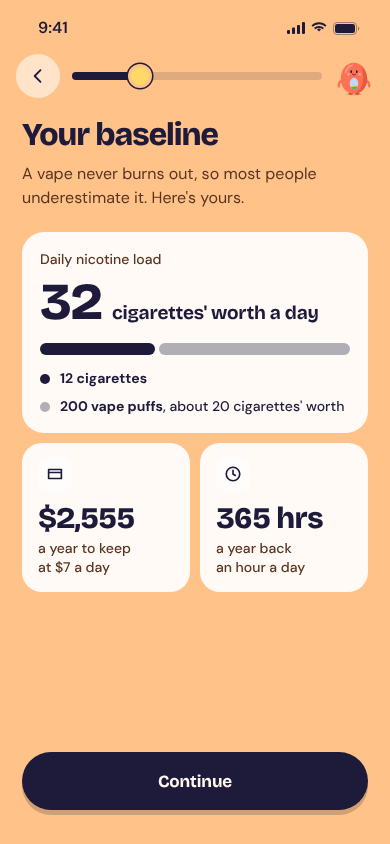 9:41
Your baseline
A vape never burns out, so most people
underestimate it. Here's yours.
Daily nicotine load
32 cigarettes' worth a day
12 cigarettes
200 vape puffs, about 20 cigarettes' worth
$2,555
a year to keep
at $7 a day
365 hrs
a year back
an hour a day
Continue